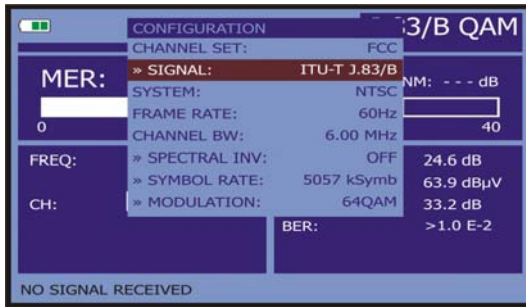 CONFIGURATION
3/B QAM
CHANNEL SET: FCC
» SIGNAL: ITU-T J.83/B
MER:
NM: - - - dB
SYSTEM: NTSC
FRAME RATE: 60Hz
0
40
CHANNEL BW: 6.00 MHz
FREQ:
» SPECTRAL INV: OFF
24.6 dB
» SYMBOL RATE: 5057 kSymb
63.9 dBµV
CH:
» MODULATION: 64QAM
33.2 dB
BER: >1.0 E-2
NO SIGNAL RECEIVED